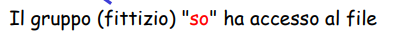 Il gruppo (fittizio) "so" ha accesso al file